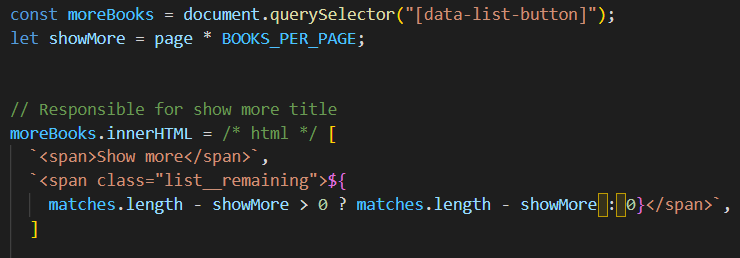 const moreBooks = document.querySelector("[data-list-button]");
let showMore = page * BOOKS_PER_PAGE;
// Responsible for show more title
moreBooks.innerHTML = /* html */ [
`<span>Show more</span>`,
`<span class="list__remaining">${
matches.length - showMore > 0 ? matches.length - showMore : 0}</span>`,
]